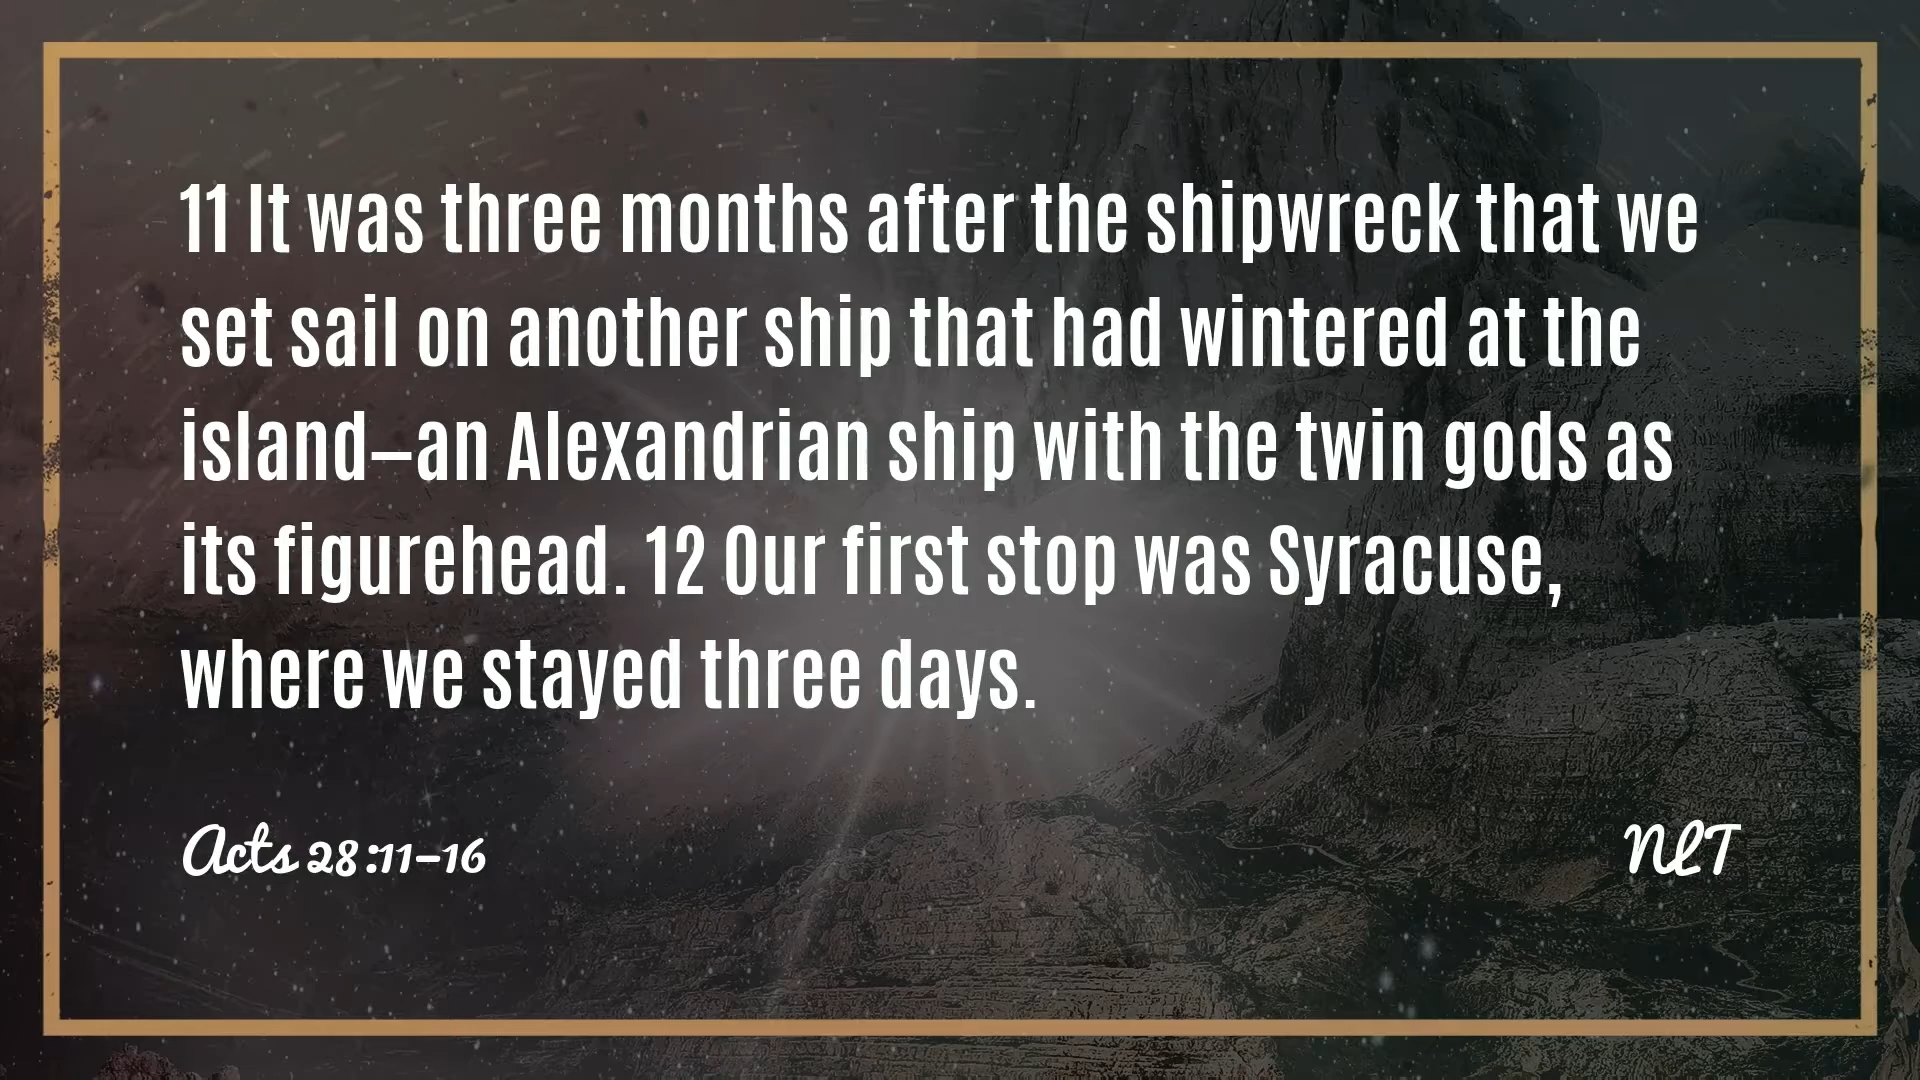 11 It was three months after the shipwreck that we
set sail on another ship that had wintered at the
island—an Alexandrian ship with the twin gods as
its figurehead. 12 Our first stop was Syracuse,
where we stayed three days.
Acts 28:11–16
NLT